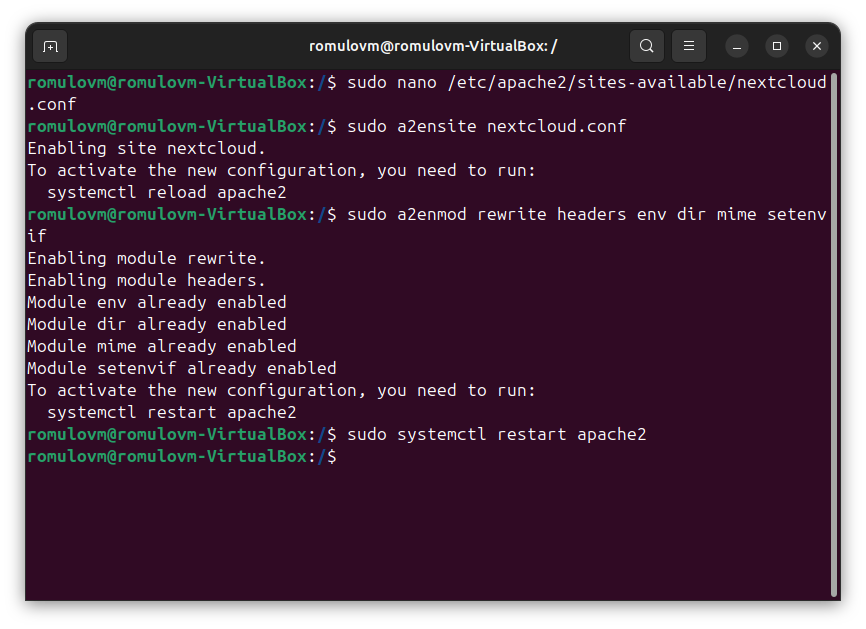 romulovm@romulovm-VirtualBox: /
romulovm@romulovm-VirtualBox:/$ sudo nano /etc/apache2/sites-available/nextcloud
.conf
romulovm@romulovm-VirtualBox:/$ sudo a2ensite nextcloud.conf
Enabling site nextcloud.
To activate the new configuration, you need to run:
  systemctl reload apache2
romulovm@romulovm-VirtualBox:/$ sudo a2enmod rewrite headers env dir mime setenv
if
Enabling module rewrite.
Enabling module headers.
Module env already enabled
Module dir already enabled
Module mime already enabled
Module setenvif already enabled
To activate the new configuration, you need to run:
  systemctl restart apache2
romulovm@romulovm-VirtualBox:/$ sudo systemctl restart apache2
romulovm@romulovm-VirtualBox:/$